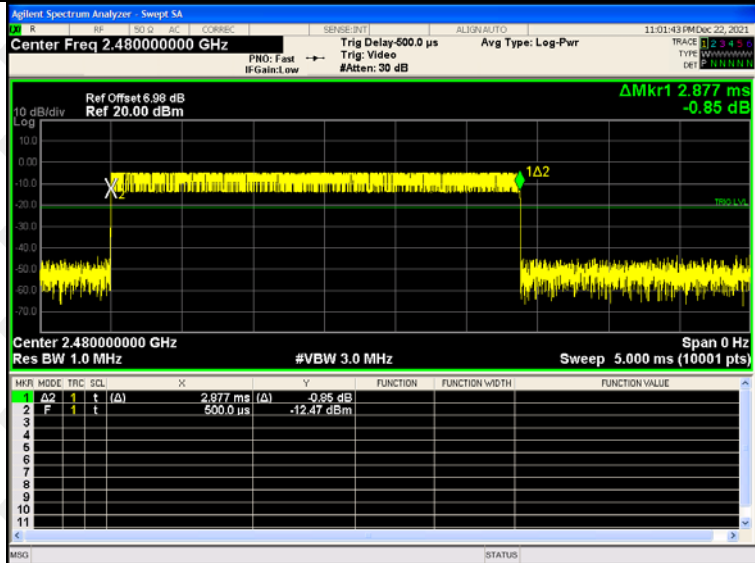 Agilent Spectrum Analyzer - Swept SA
R RF 50 Ω AC CORREC SENSE:INT ALIGN AUTO 11:01:43 PM Dec 22, 2021
Center Freq 2.480000000 GHz
PNO: Fast
IFGain:Low
Trig Delay-500.0 µs
Trig: Video
#Atten: 30 dB
Avg Type: Log-Pwr
TRACE 1 2 3 4 5 6
TYPE WWWWWW
DET P N N N N N
ΔMkr1 2.877 ms
-0.85 dB
Ref Offset 6.98 dB
10 dB/div Ref 20.00 dBm
Log
10.0
0.00
-10.0
-20.0
-30.0
-40.0
-50.0
-60.0
-70.0
X2
1Δ2
TRIG LVL
Center 2.480000000 GHz Span 0 Hz
Res BW 1.0 MHz #VBW 3.0 MHz Sweep 5.000 ms (10001 pts)
MKR MODE TRC SCL X Y FUNCTION FUNCTION WIDTH FUNCTION VALUE
1 Δ2 1 t (Δ) 2.877 ms (Δ) -0.85 dB
2 F 1 t 500.0 µs -12.47 dBm
3
4
5
6
7
8
9
10
11
MSG STATUS